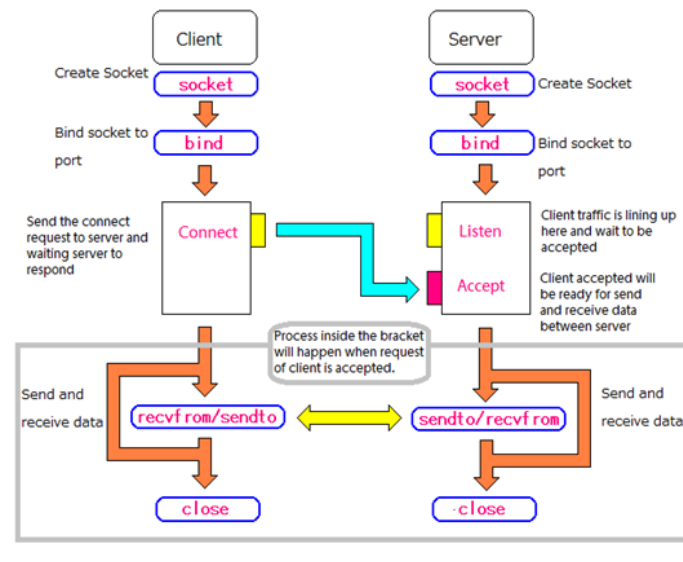 Client
Server
Create Socket
socket
socket
Create Socket
Bind socket to
port
bind
bind
Bind socket to
port
Send the connect
request to server and
waiting server to
respond
Connect
Listen
Client traffic is lining up
here and wait to be
accepted
Accept
Client accepted will
be ready for send
and receive data
between server
Process inside the bracket
will happen when request
of client is accepted.
Send and
receive data
recvfrom/sendto
sendto/recvfrom
Send and
receive data
close
close